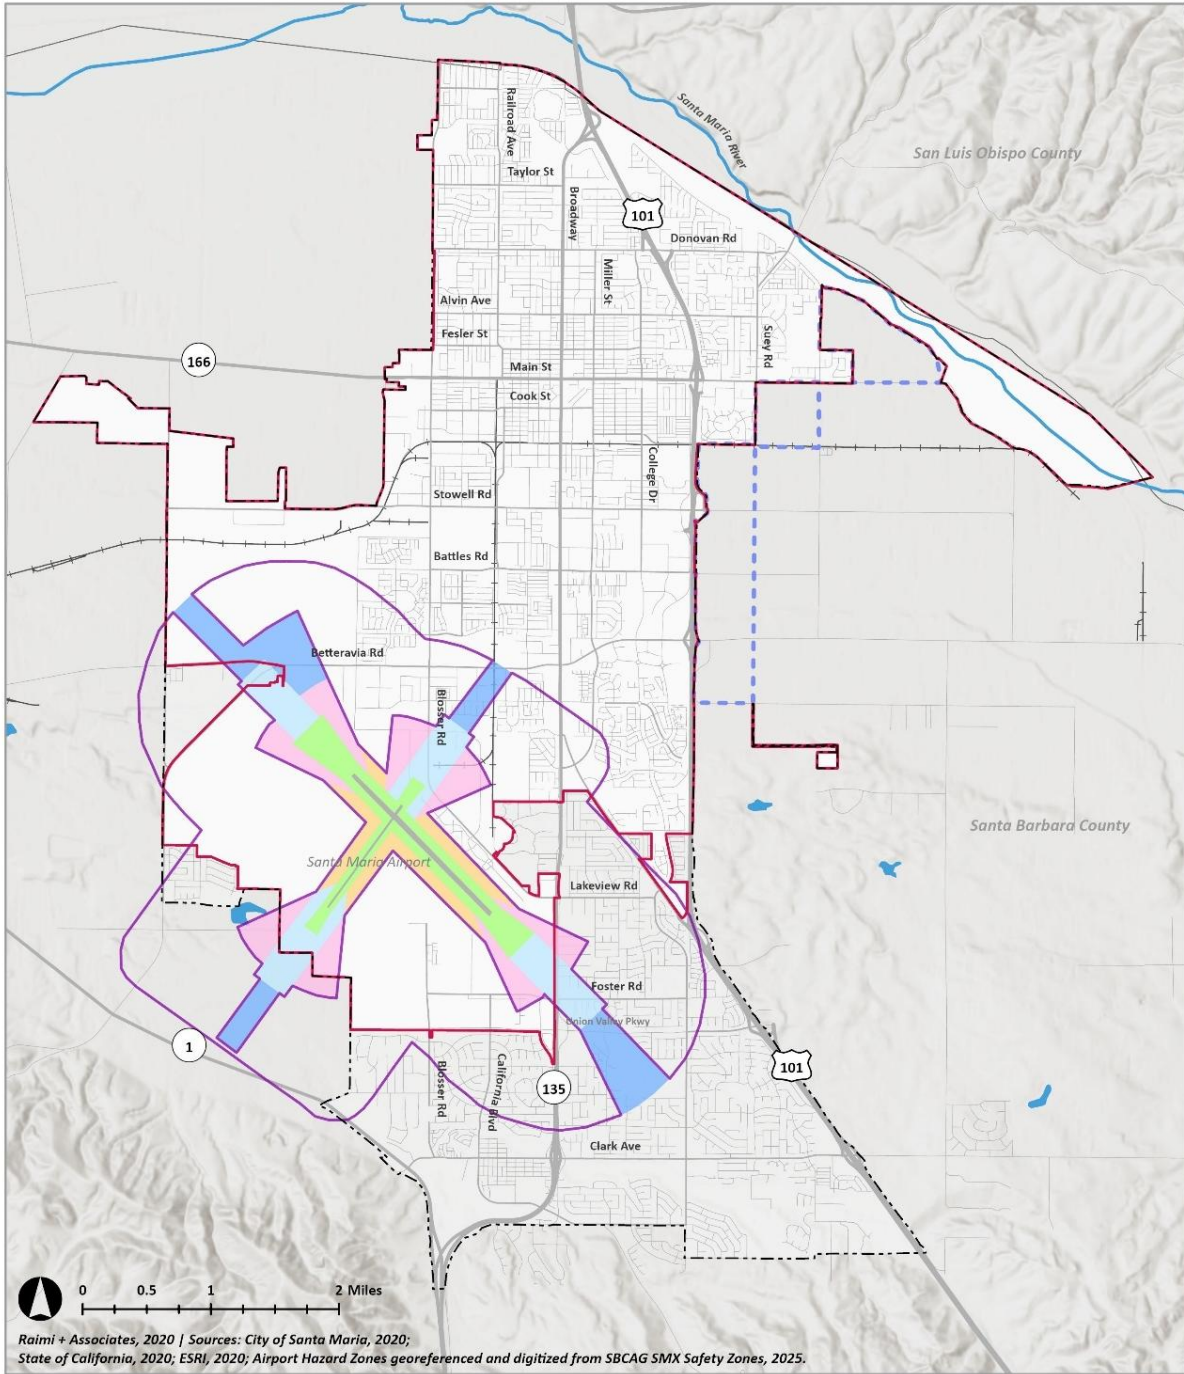 Railroad Ave
Santa Maria River
San Luis Obispo County
Taylor St
Broadway
101
Donovan Rd
Miller St
Alvin Ave
Fesler St
Suey Rd
166
Main St
Cook St
College Dr
Stowell Rd
Battles Rd
Betteravia Rd
Blosser Rd
Santa Barbara County
Santa Maria Airport
Lakeview Rd
Foster Rd
Union Valley Pkwy
1
101
Blosser Rd
California Blvd
135
Clark Ave
0 0.5 1 2 Miles
Raimi + Associates, 2020 | Sources: City of Santa Maria, 2020;
State of California, 2020; ESRI, 2020; Airport Hazard Zones georeferenced and digitized from SBCAG SMX Safety Zones, 2025.